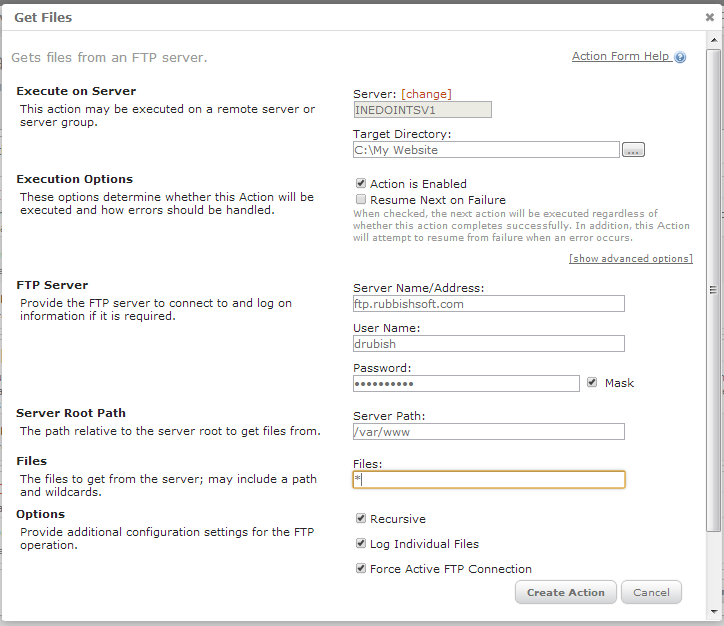 Get Files
Gets files from an FTP server.
Action Form Help
Execute on Server
This action may be executed on a remote server or
server group.
Server: [change]
INEDOINTSV1
Target Directory:
C:\My Website
...
Execution Options
These options determine whether this Action will be
executed and how errors should be handled.
Action is Enabled
Resume Next on Failure
When checked, the next action will be executed regardless of
whether this action completes successfully. In addition, this Action
will attempt to resume from failure when an error occurs.
[show advanced options]
FTP Server
Provide the FTP server to connect to and log on
information if it is required.
Server Name/Address:
ftp.rubbishsoft.com
User Name:
drubish
Password:
••••••••••
Mask
Server Root Path
The path relative to the server root to get files from.
Server Path:
/var/www
Files
The files to get from the server; may include a path
and wildcards.
Files:
*
Options
Provide additional configuration settings for the FTP
operation.
Recursive
Log Individual Files
Force Active FTP Connection
Create Action
Cancel